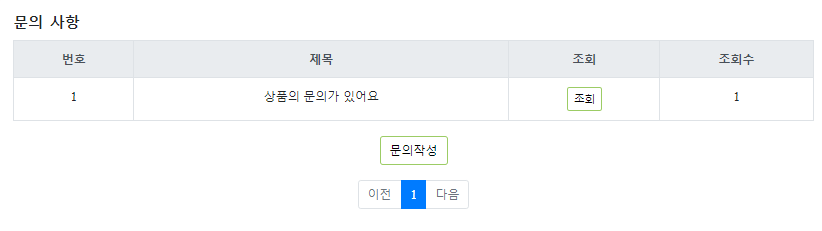 문의 사항
번호 제목 조회 조회수
1 상품의 문의가 있어요 조회 1
문의작성
이전 1 다음